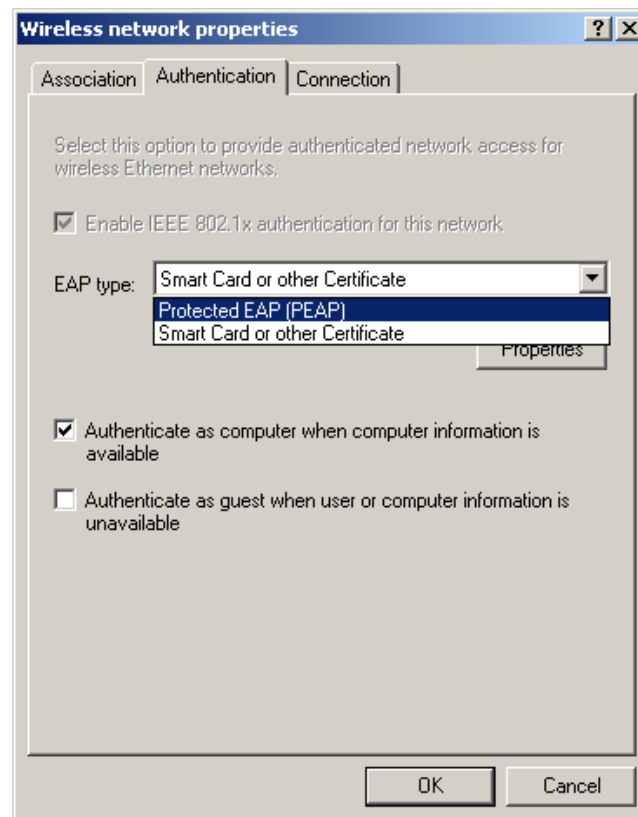 Wireless network properties
Association Authentication Connection
Select this option to provide authenticated network access for
wireless Ethernet networks.
Enable IEEE 802.1x authentication for this network
EAP type: Smart Card or other Certificate
Protected EAP (PEAP)
Smart Card or other Certificate
Properties
Authenticate as computer when computer information is
available
Authenticate as guest when user or computer information is
unavailable
OK Cancel